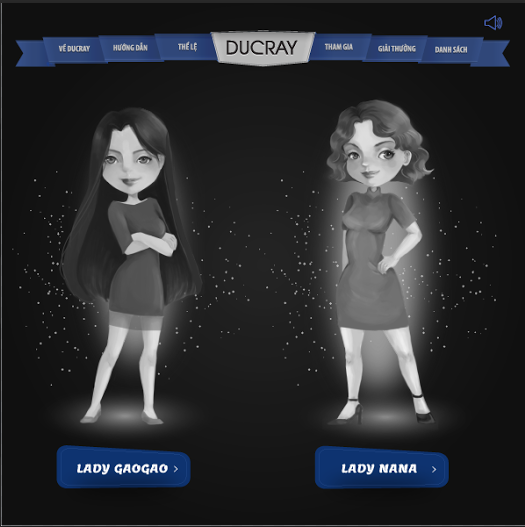 VỀ DUCRAY
HƯỚNG DẪN
THỂ LỆ
DUCRAY
THAM GIA
GIẢI THƯỞNG
DANH SÁCH
LADY GAOGAO
LADY NANA